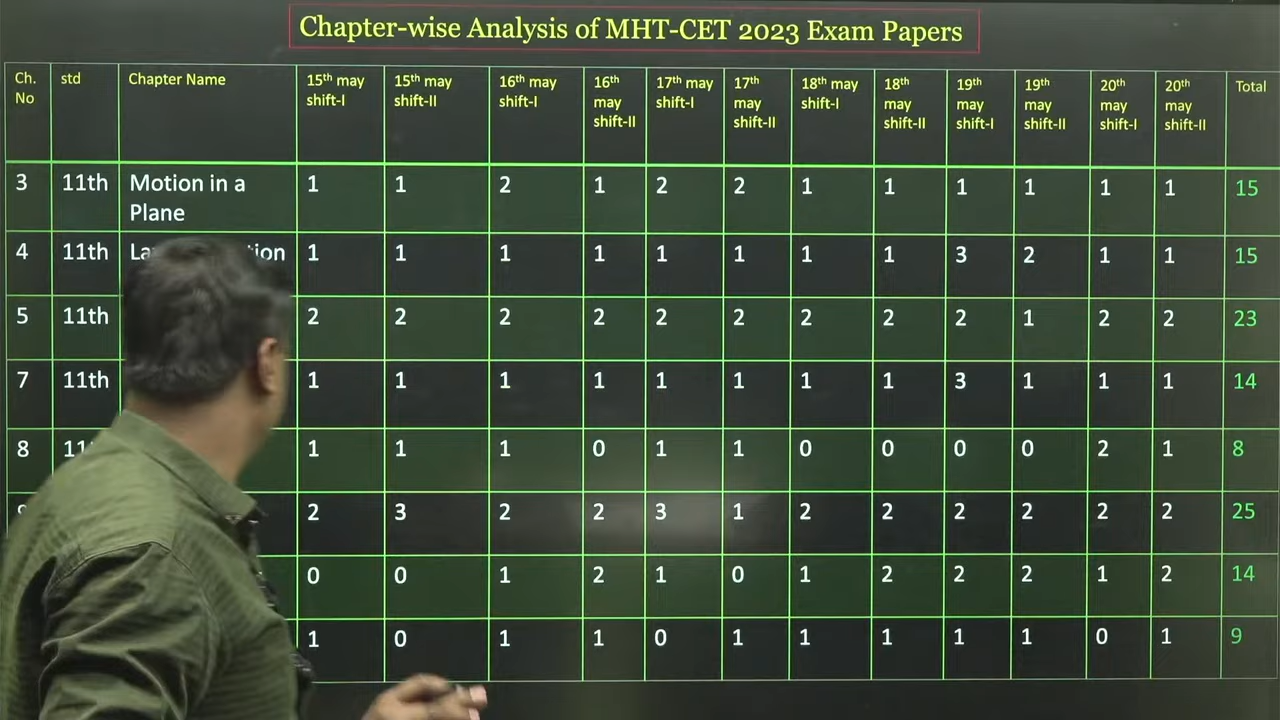 Chapter-wise Analysis of MHT-CET 2023 Exam Papers
Ch. No std Chapter Name 15th may shift-I 15th may shift-II 16th may shift-I 16th may shift-II 17th may shift-I 17th may shift-II 18th may shift-I 18th may shift-II 19th may shift-I 19th may shift-II 20th may shift-I 20th may shift-II Total
3 11th Motion in a Plane 1 1 2 1 2 2 1 1 1 1 1 1 15
4 11th 1 1 1 1 1 1 1 1 3 2 1 1 15
5 11th 2 2 2 2 2 2 2 2 2 1 2 2 23
7 11th 1 1 1 1 1 1 1 1 3 1 1 1 14
8 1 1 1 0 1 1 0 0 0 0 2 1 8
2 3 2 2 3 1 2 2 2 2 2 2 25
0 0 1 2 1 0 1 2 2 2 1 2 14
1 0 1 1 0 1 1 1 1 1 0 1 9